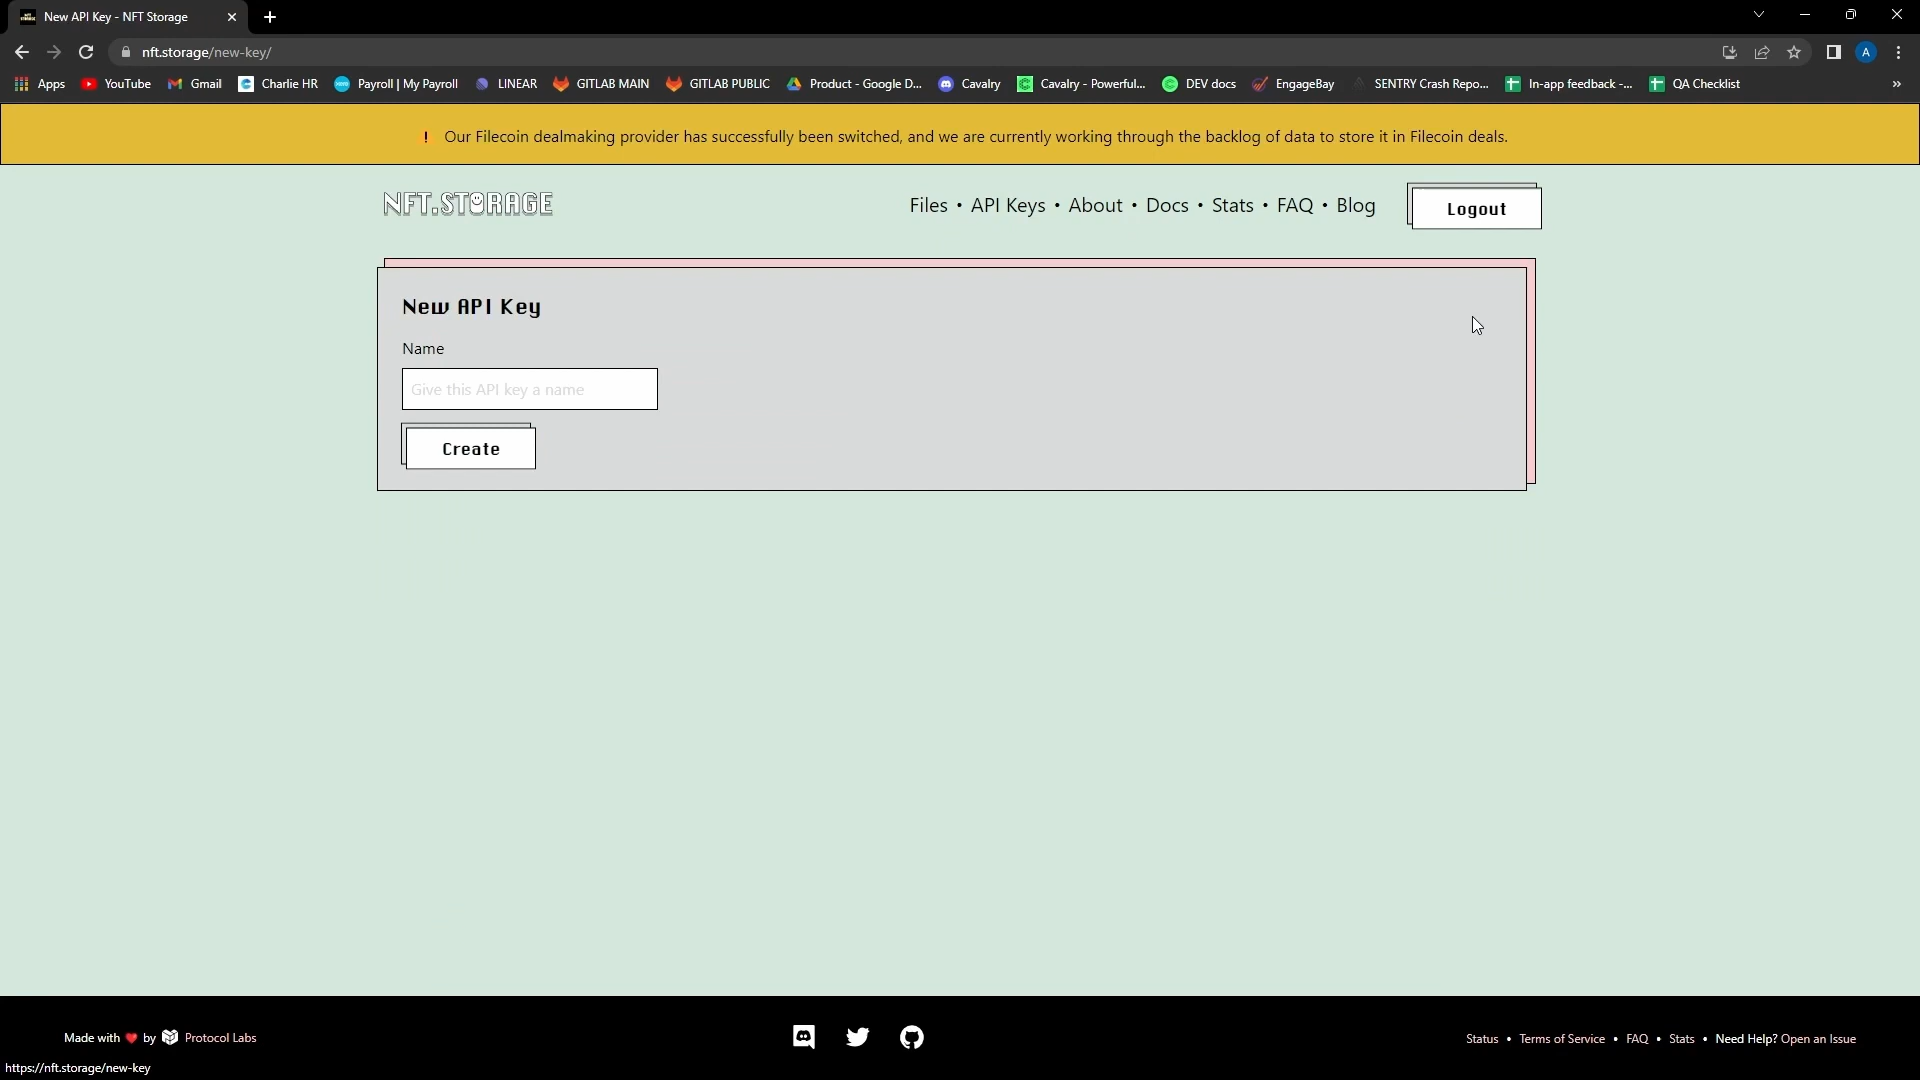 New API Key - NFT Storage
nft.storage/new-key/
A
Apps YouTube Gmail Charlie HR Payroll | My Payroll LINEAR GITLAB MAIN GITLAB PUBLIC Product - Google D... Cavalry Cavalry - Powerful... DEV docs EngageBay SENTRY Crash Repo... In-app feedback -... QA Checklist »
! Our Filecoin dealmaking provider has successfully been switched, and we are currently working through the backlog of data to store it in Filecoin deals.
NFT.STORAGE Files • API Keys • About • Docs • Stats • FAQ • Blog Logout
New API Key
Name
Give this API key a name
Create
Made with ❤ by Protocol Labs Status • Terms of Service • FAQ • Stats • Need Help? Open an Issue
https://nft.storage/new-key